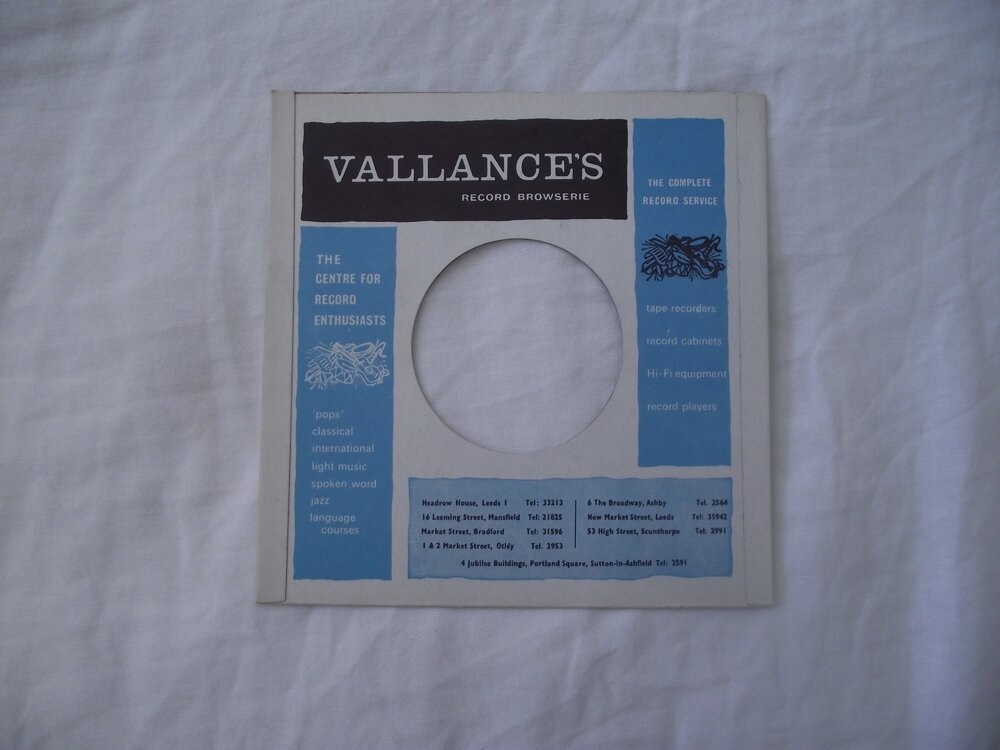 VALLANCE'S
RECORD BROWSERIE
THE COMPLETE
RECORD SERVICE
tape recorders
record cabinets
Hi-Fi equipment
record players
THE
CENTRE FOR
RECORD
ENTHUSIASTS
'pops'
classical
international
light music
spoken word
jazz
language
courses
Headrow House, Leeds 1 Tel: 33213
16 Leeming Street, Mansfield Tel: 21825
Market Street, Bradford Tel: 31596
1 & 2 Market Street, Otley Tel. 2953
6 The Broadway, Ashby Tel. 2564
New Market Street, Leeds Tel: 35942
53 High Street, Scunthorpe Tel: 2991
4 Jubilee Buildings, Portland Square, Sutton-in-Ashfield Tel: 2591